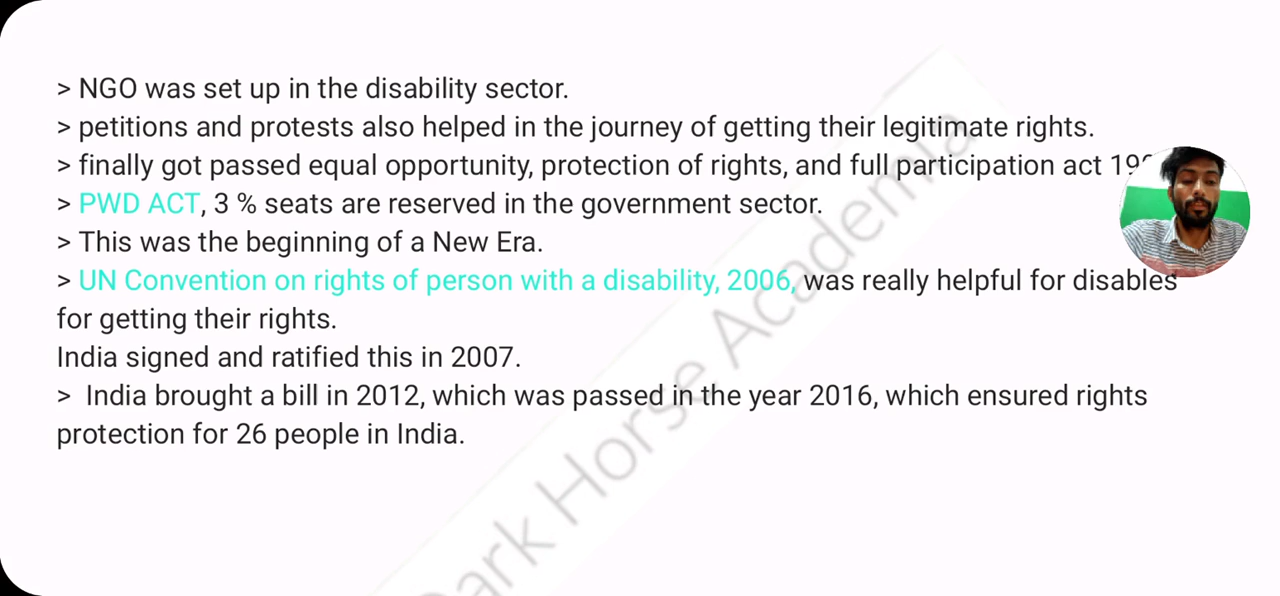 > NGO was set up in the disability sector.
> petitions and protests also helped in the journey of getting their legitimate rights.
> finally got passed equal opportunity, protection of rights, and full participation act
> PWD ACT, 3 % seats are reserved in the government sector.
> This was the beginning of a New Era.
> UN Convention on rights of person with a disability, 2006, was really helpful for disables
for getting their rights.
India signed and ratified this in 2007.
> India brought a bill in 2012, which was passed in the year 2016, which ensured rights
protection for 26 people in India.
Horse Academia